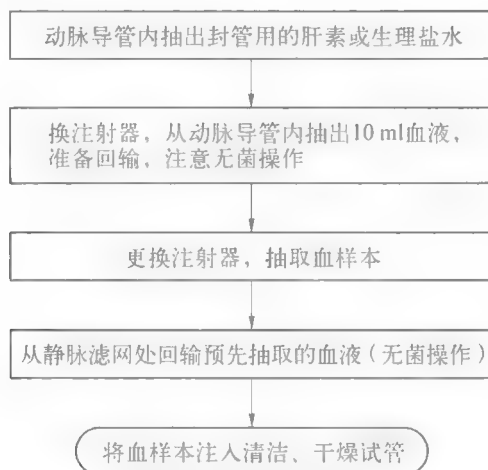 动脉导管内抽出封管用的肝素或生理盐水
换注射器，从动脉导管内抽出10 ml血液，
准备回输，注意无菌操作
更换注射器，抽取血样本
从静脉滤网处回输预先抽取的血液（无菌操作）
将血样本注入清洁、干燥试管